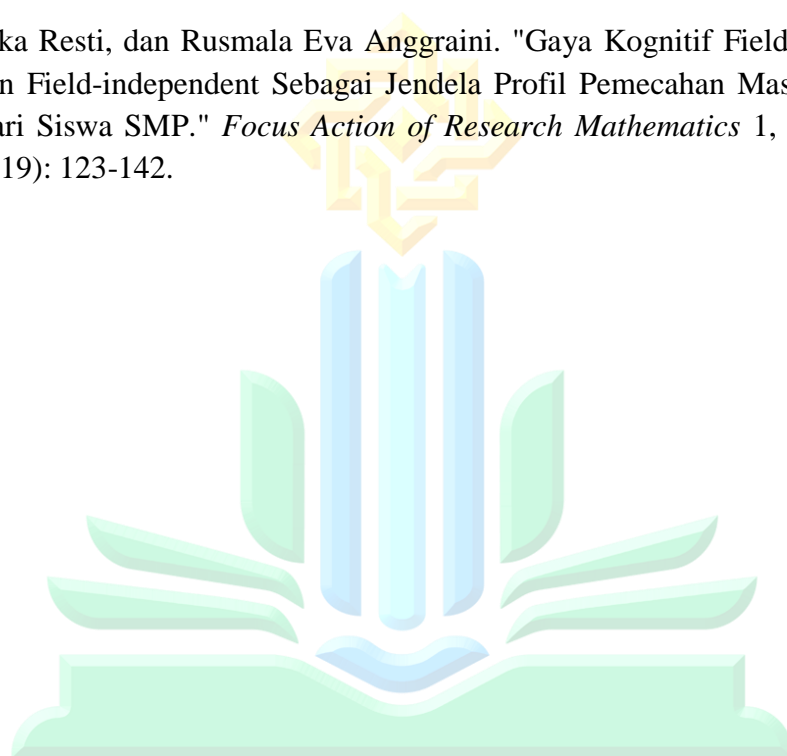 ka Resti, dan Rusmala Eva Anggraini. "Gaya Kognitif Field
n Field-independent Sebagai Jendela Profil Pemecahan Mas
ari Siswa SMP." Focus Action of Research Mathematics 1,
19): 123-142.